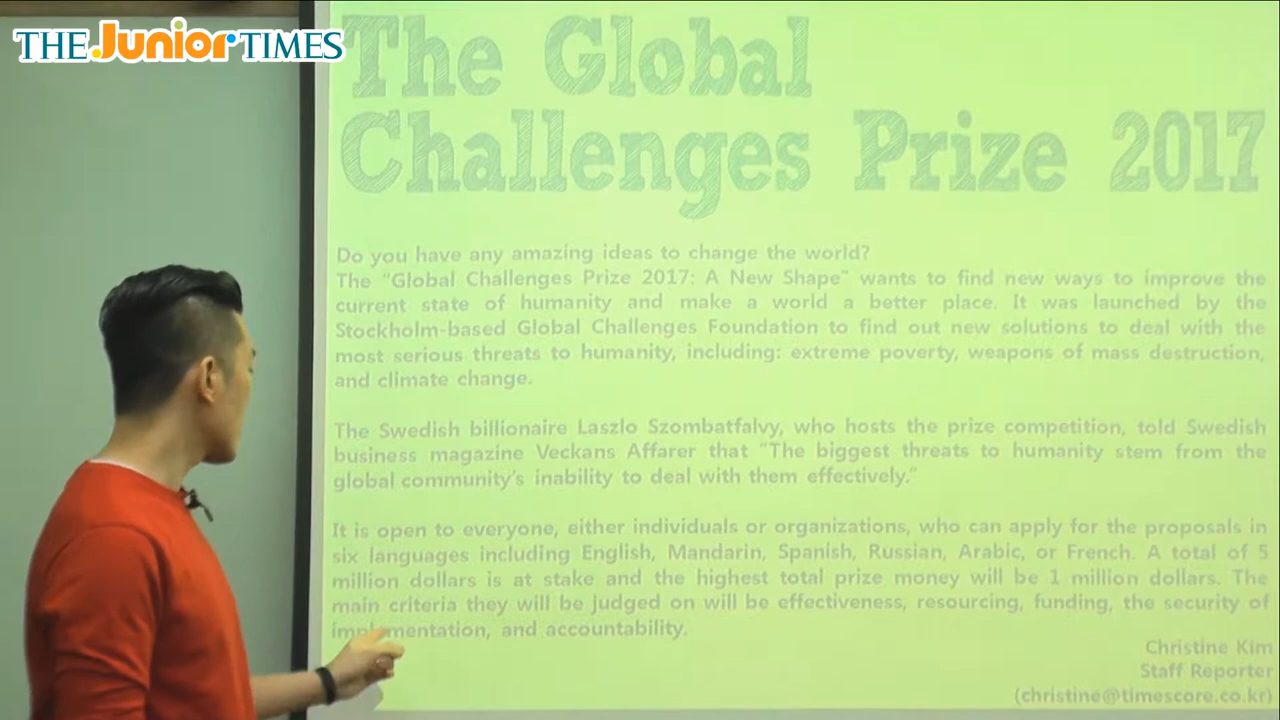 THE Junior TIMES
The Global
Challenges Prize 2017
Do you have any amazing ideas to change the world?
The "Global Challenges Prize 2017: A New Shape" wants to find new ways to improve the
current state of humanity and make a world a better place. It was launched by the
Stockholm-based Global Challenges Foundation to find out new solutions to deal with the
most serious threats to humanity, including: extreme poverty, weapons of mass destruction,
and climate change.
The Swedish billionaire Laszlo Szombatfalvy, who hosts the prize competition, told Swedish
business magazine Veckans Affarer that "The biggest threats to humanity stem from the
global community's inability to deal with them effectively."
It is open to everyone, either individuals or organizations, who can apply for the proposals in
six languages including English, Mandarin, Spanish, Russian, Arabic, or French. A total of 5
million dollars is at stake and the highest total prize money will be 1 million dollars. The
main criteria they will be judged on will be effectiveness, resourcing, funding, the security of
implementation, and accountability.
Christine Kim
Staff Reporter
(christine@timescore.co.kr)